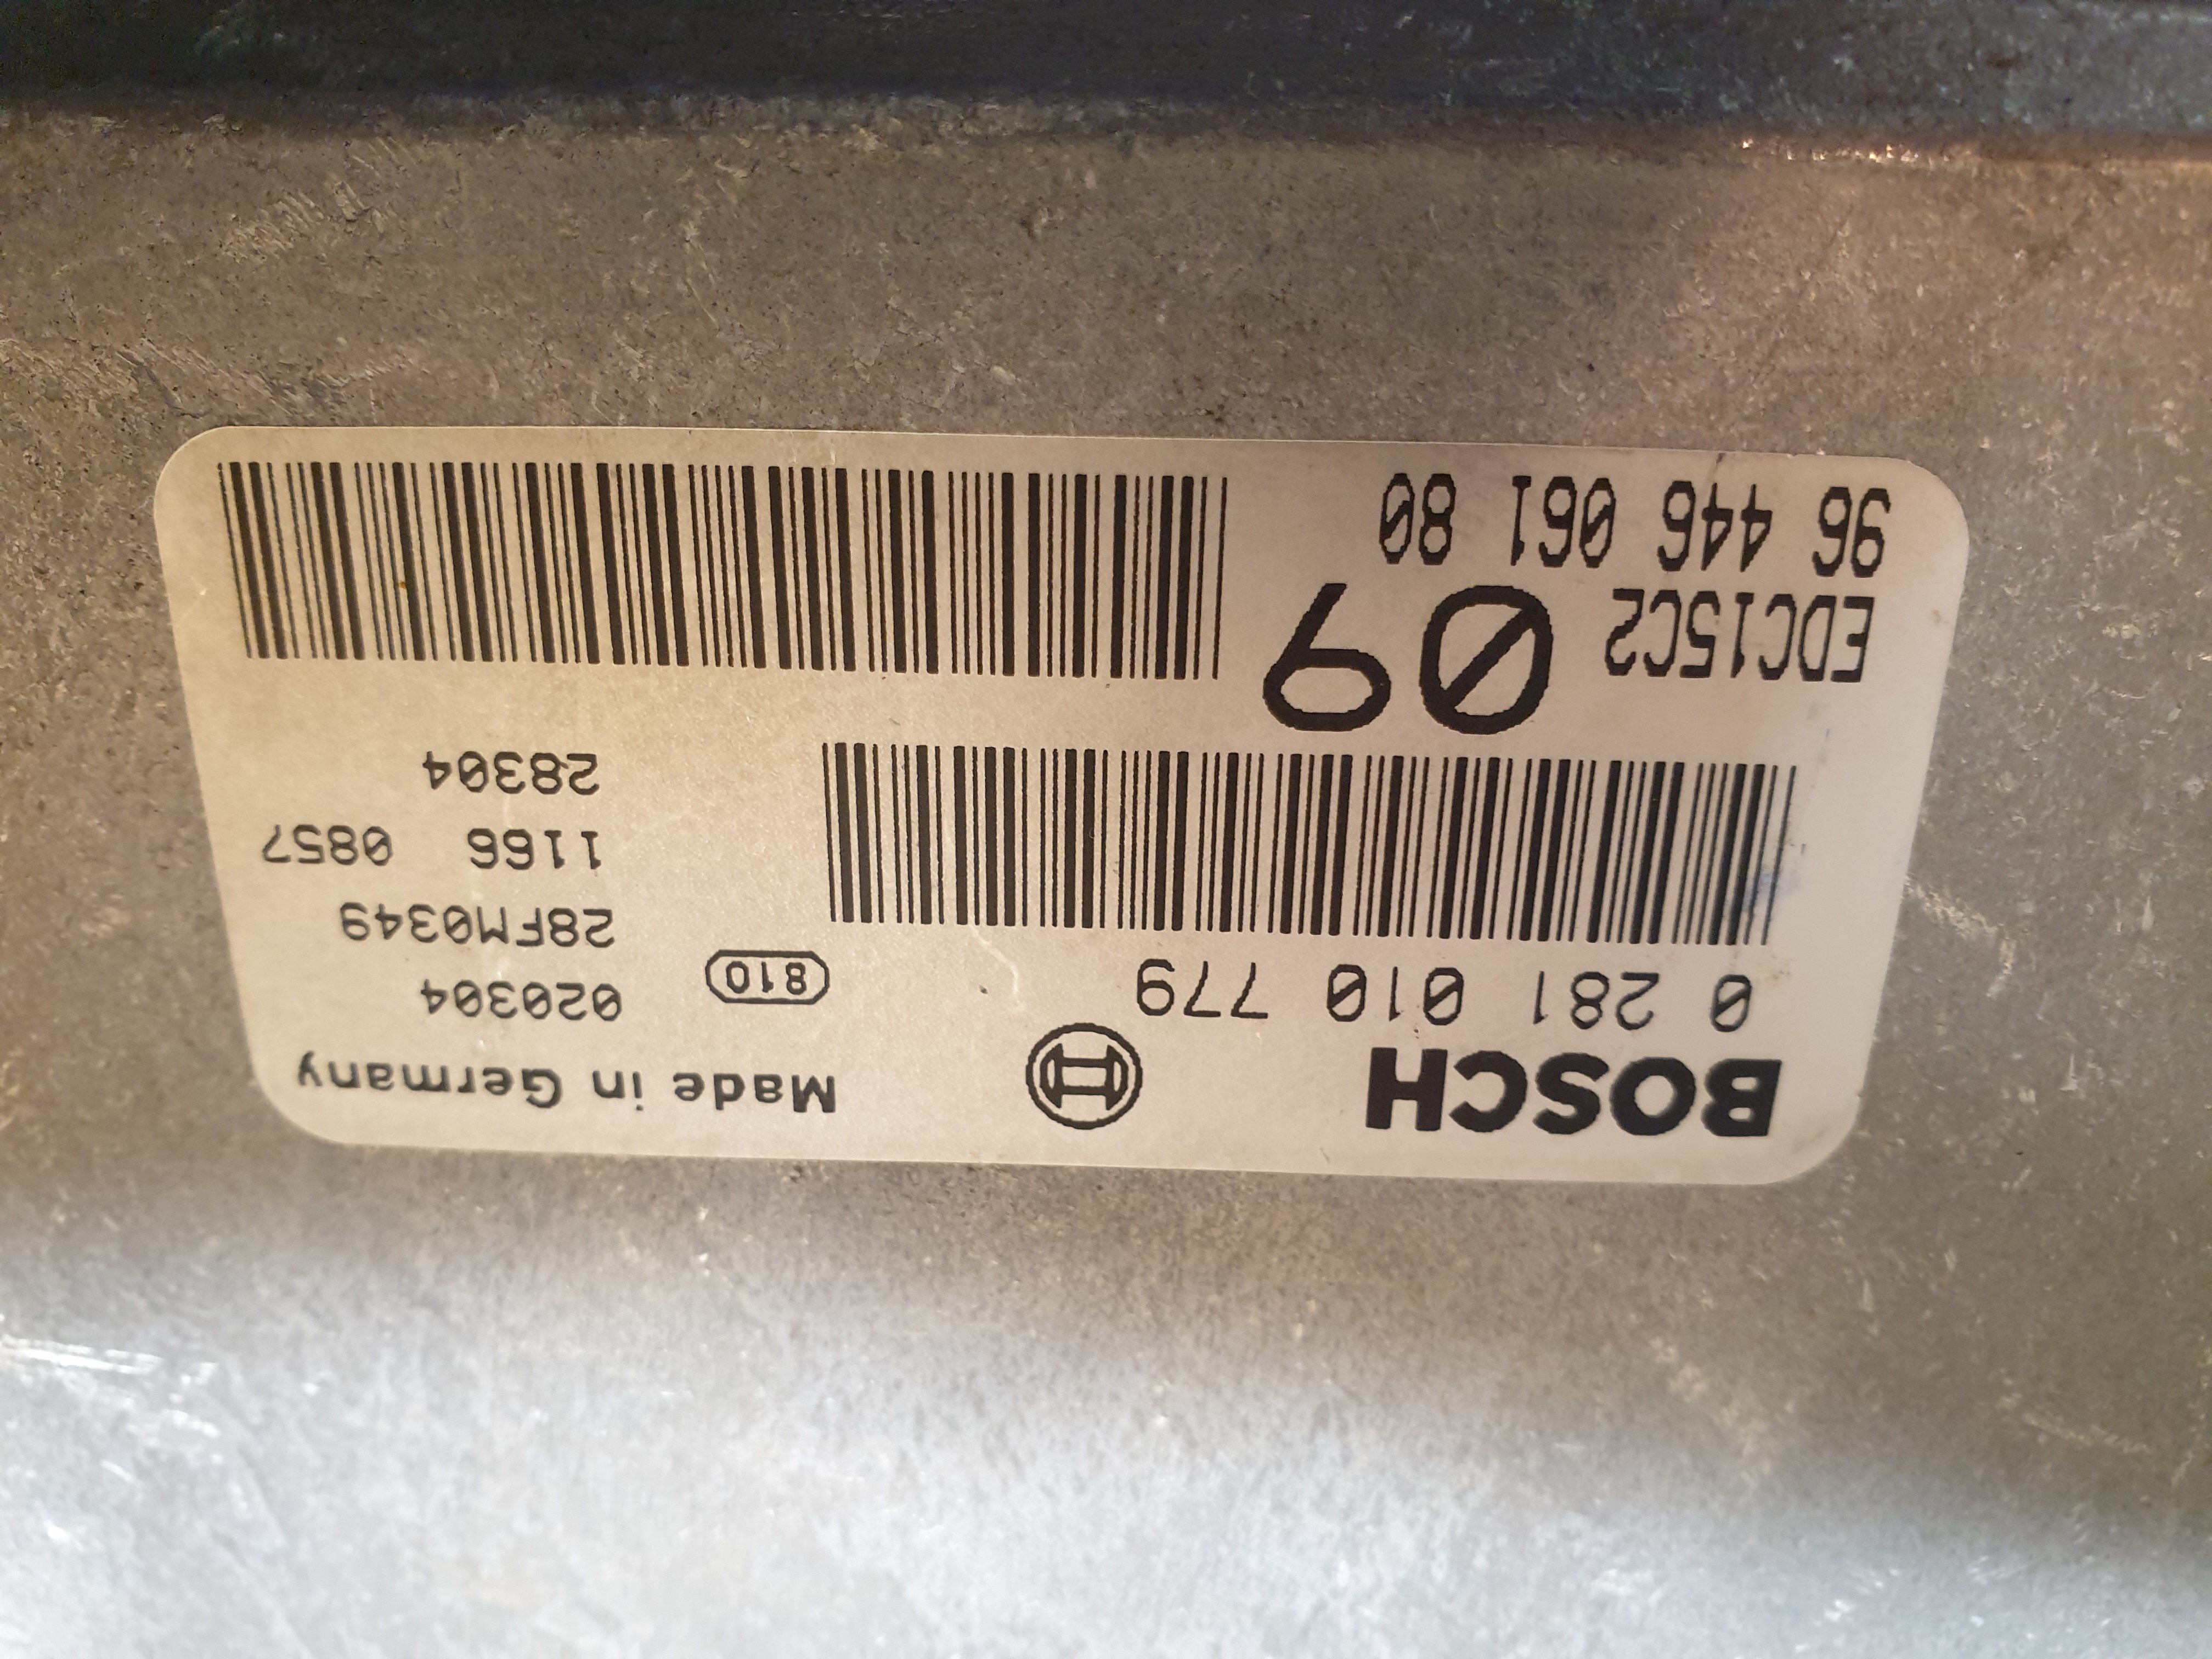 BOSCH
Made in Germany
0 281 010 779
810
020304
28FM0349
1166 0857
28304
EDC15C2
09
96 446 061 80